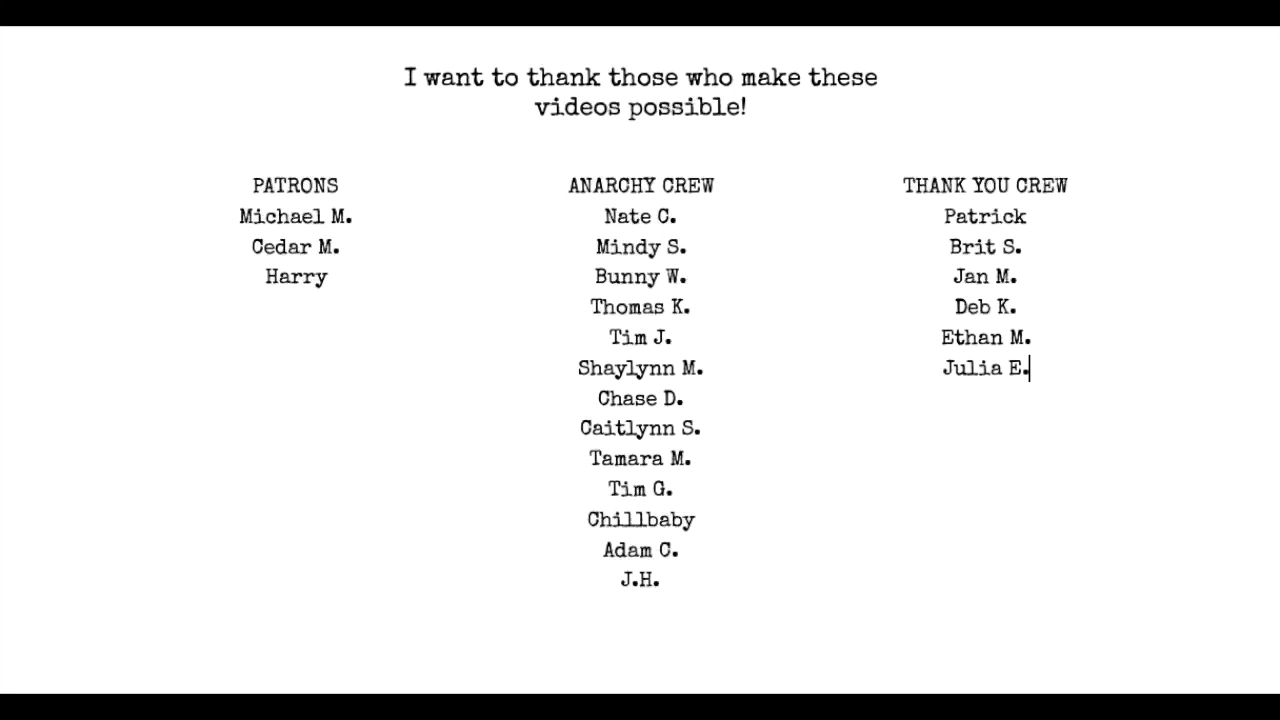 I want to thank those who make these
videos possible!
PATRONS
Michael M.
Cedar M.
Harry
ANARCHY CREW
Nate C.
Mindy S.
Bunny W.
Thomas K.
Tim J.
Shaylynn M.
Chase D.
Caitlynn S.
Tamara M.
Tim G.
Chillbaby
Adam C.
J.H.
THANK YOU CREW
Patrick
Brit S.
Jan M.
Deb K.
Ethan M.
Julia E.